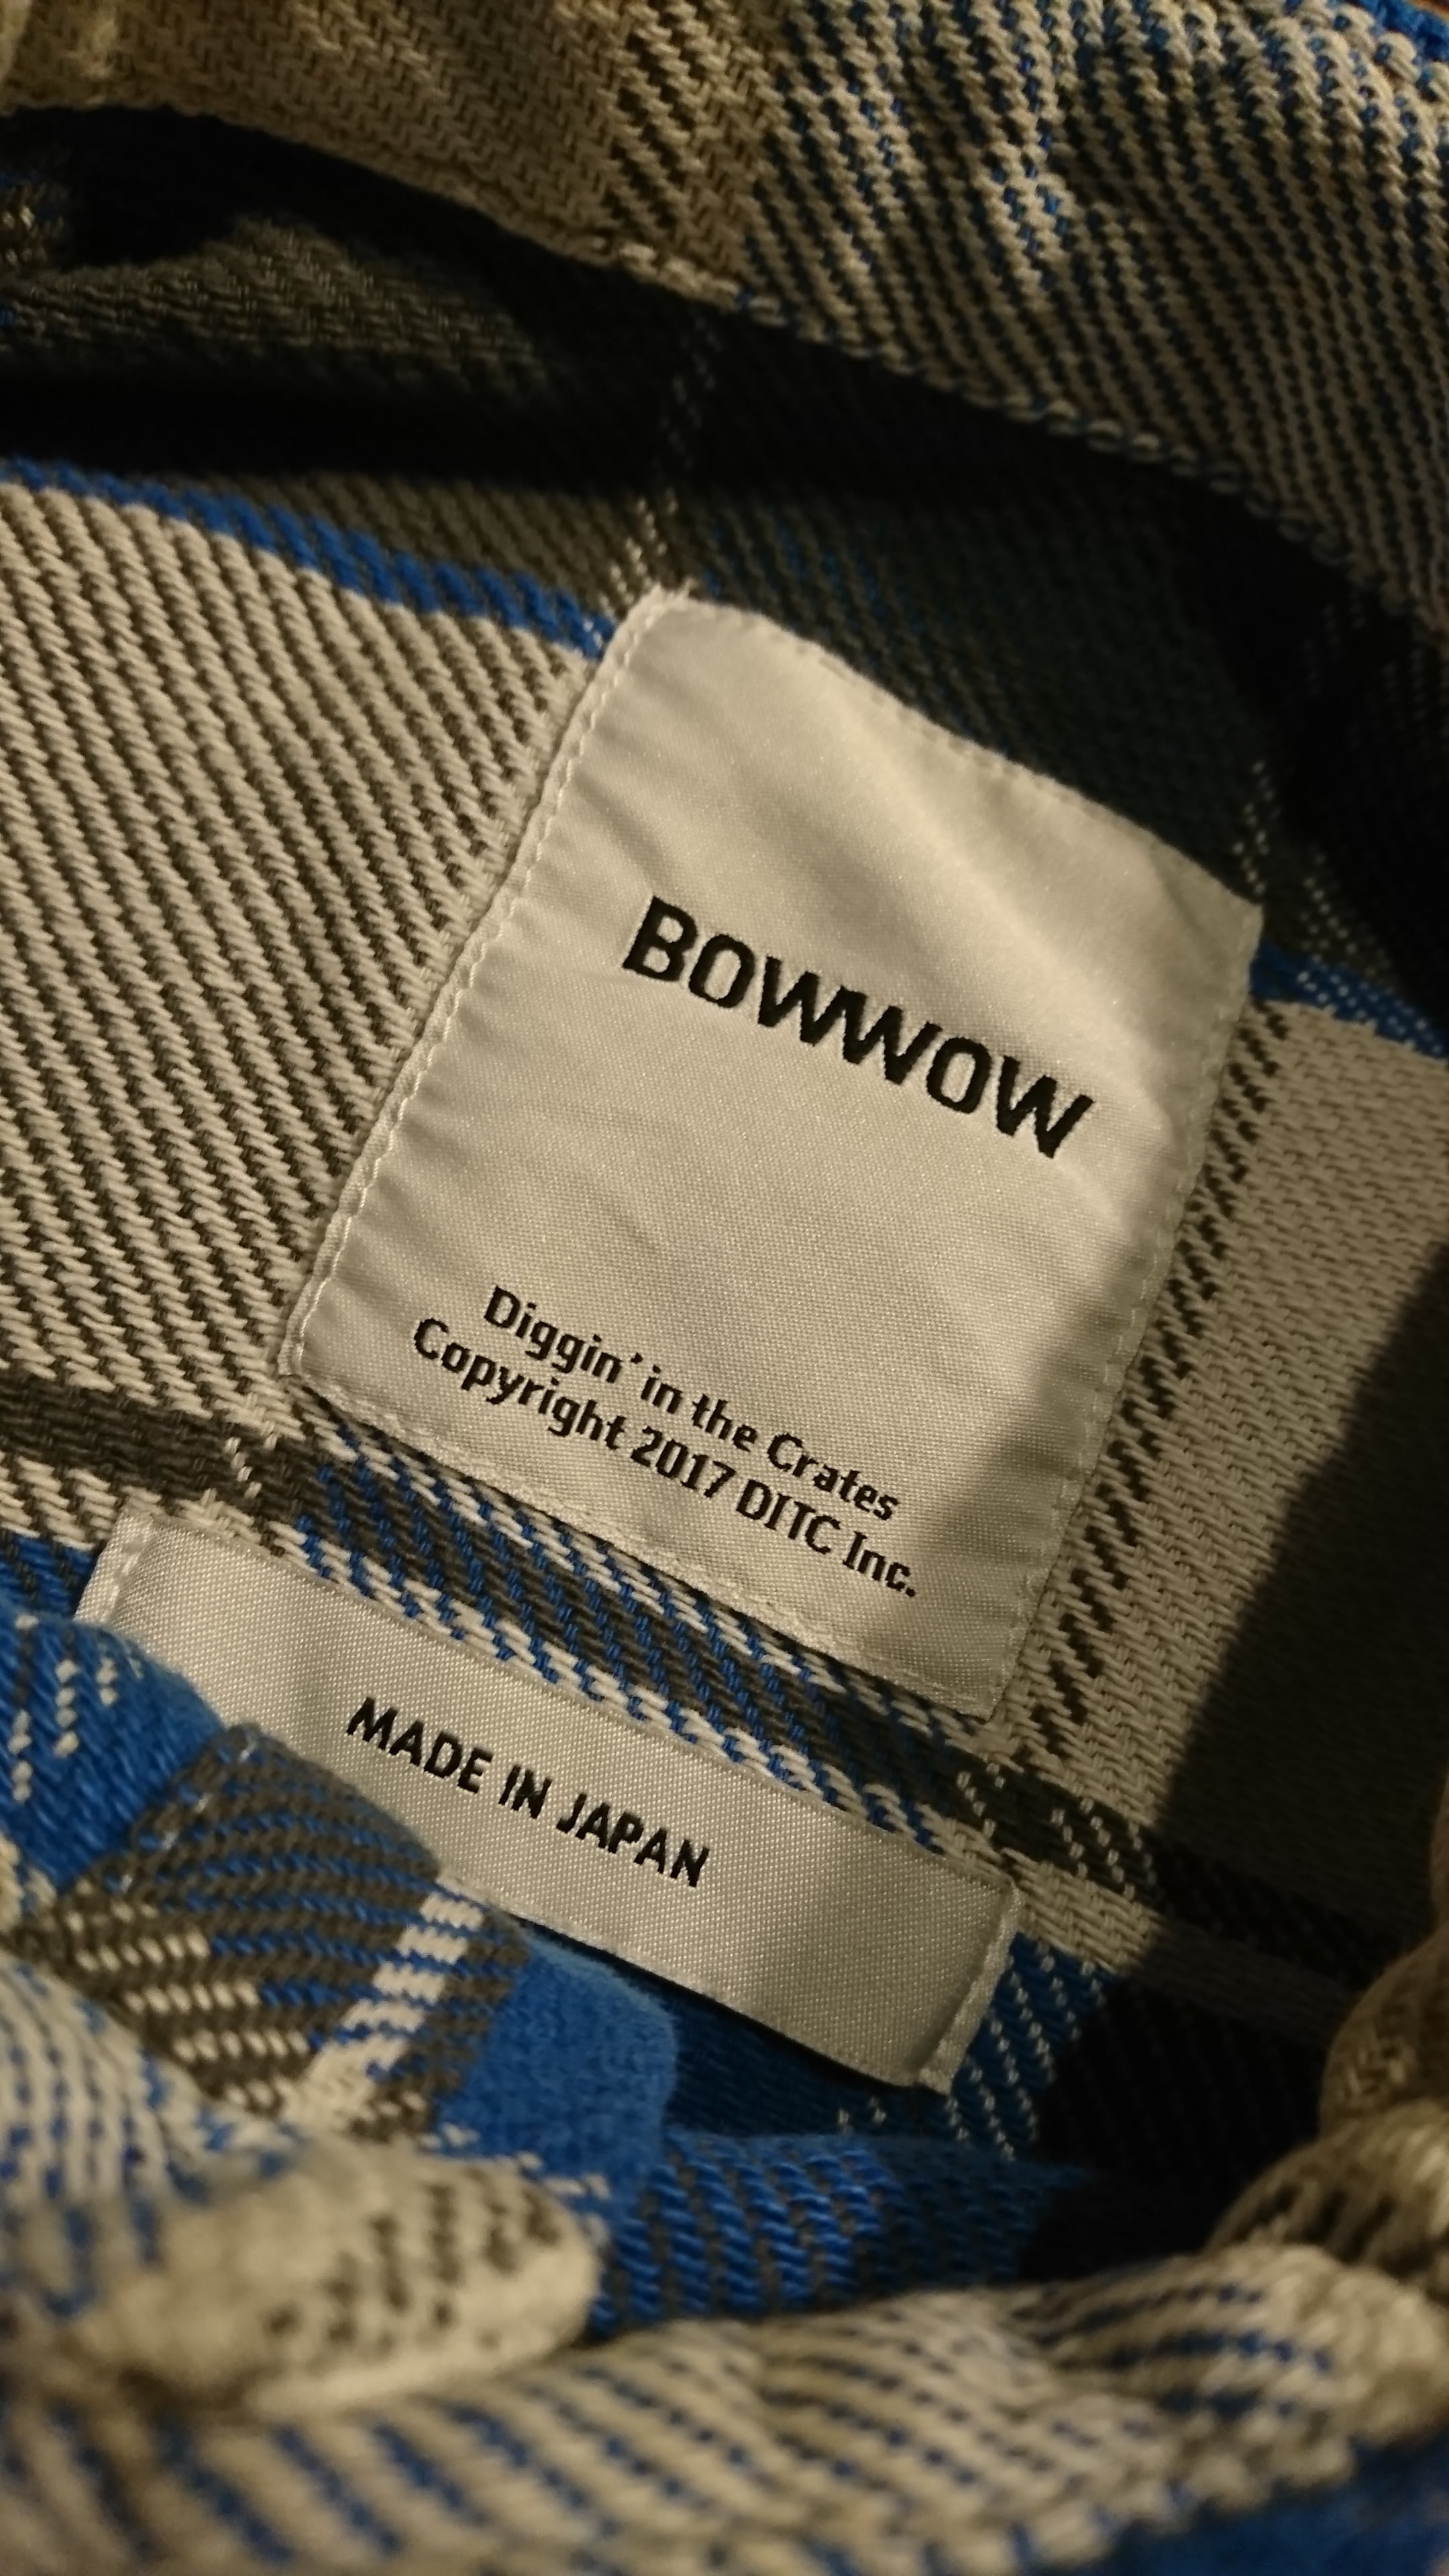 BOWWOW
Diggin' in the Crates
Copyright 2017 DITC Inc.
MADE IN JAPAN